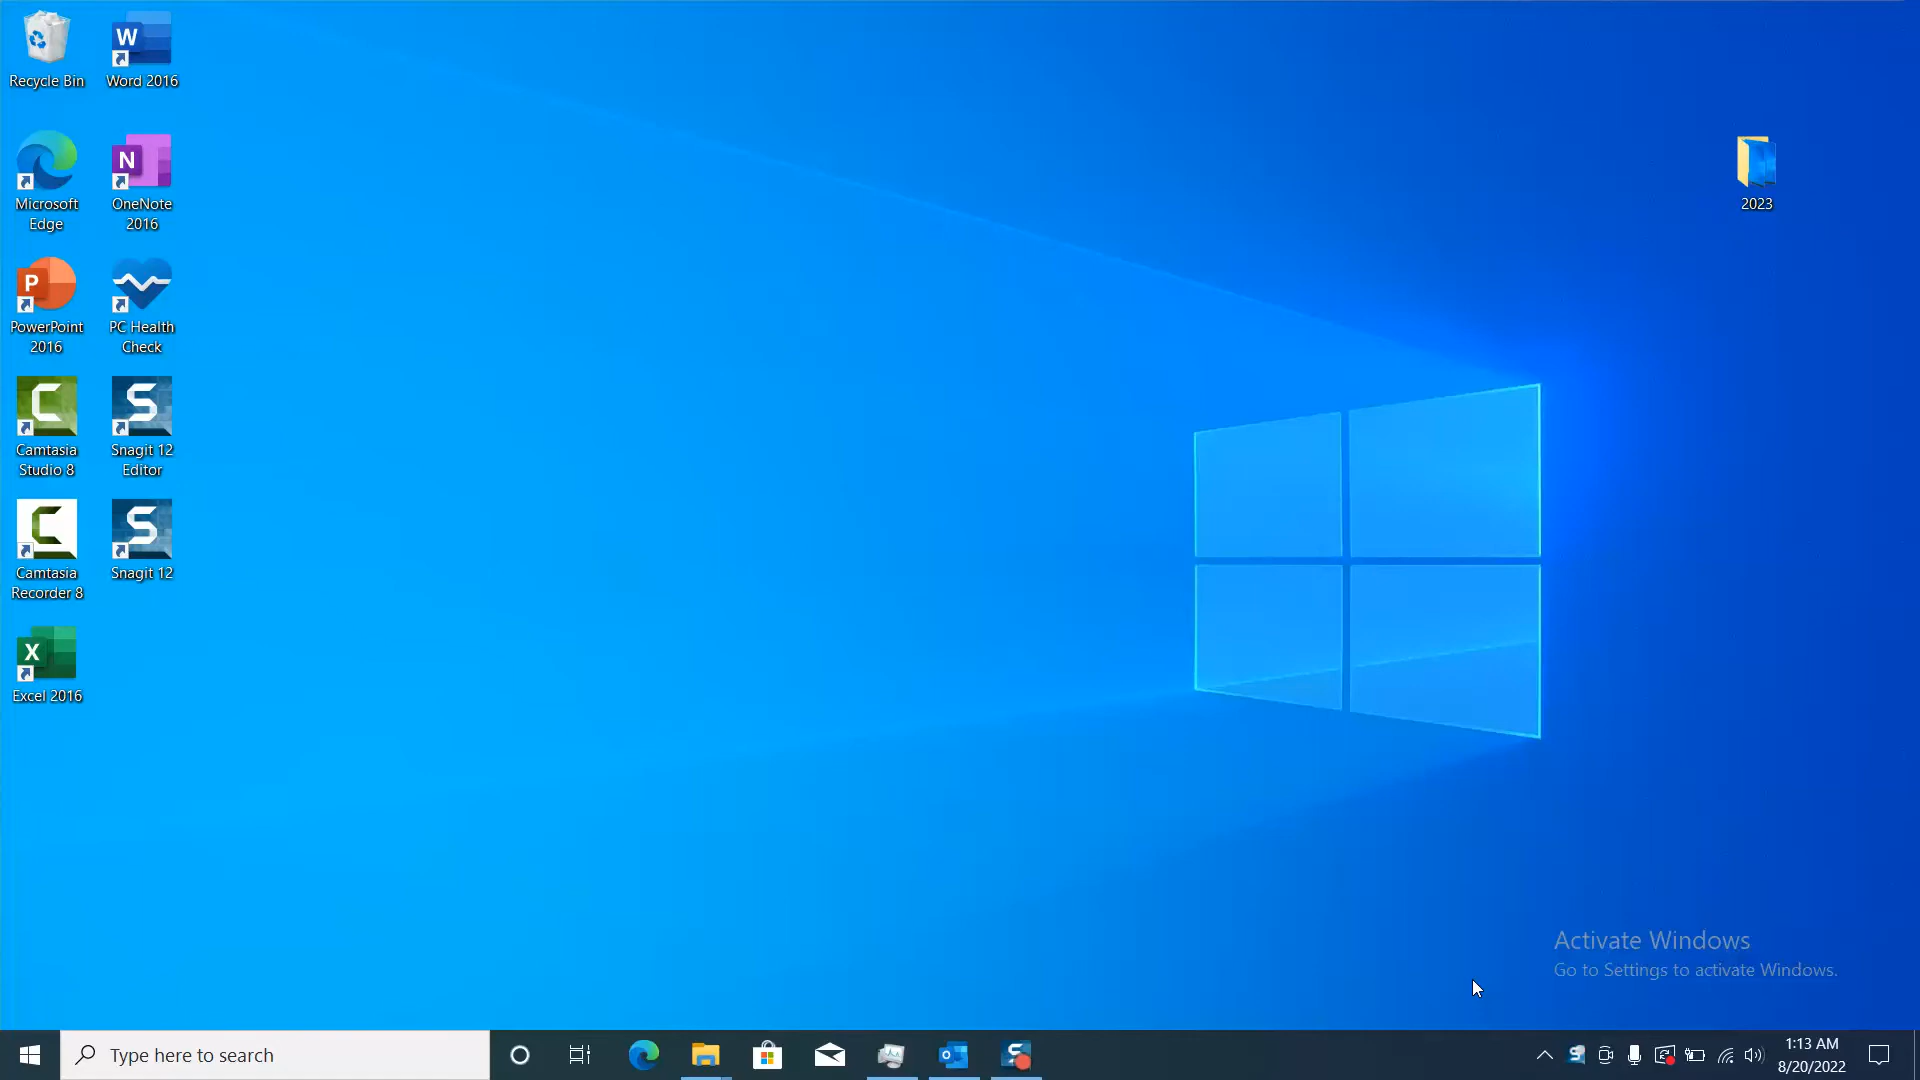 Recycle Bin
Word 2016
Microsoft
Edge
OneNote
2016
PowerPoint
2016
PC Health
Check
Camtasia
Studio 8
Snagit 12
Editor
Camtasia
Recorder 8
Snagit 12
Excel 2016
2023
Activate Windows
Go to Settings to activate Windows.
Type here to search
1:13 AM
8/20/2022